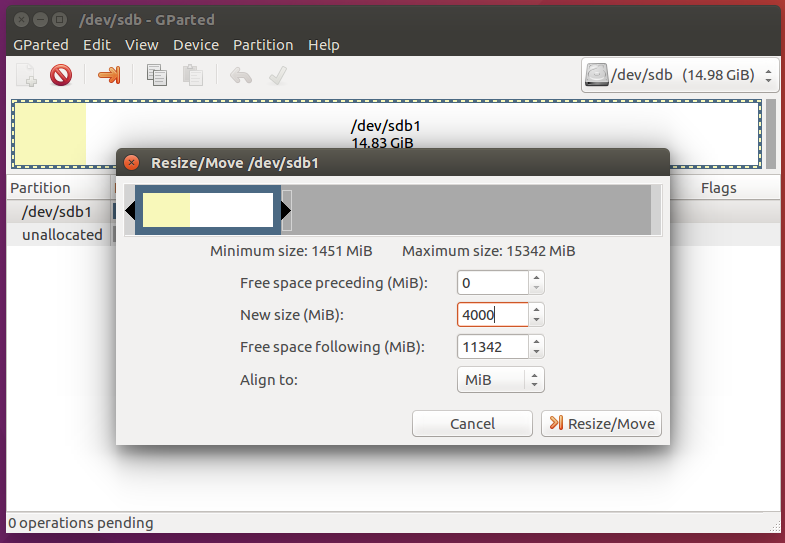 /dev/sdb - GParted
GParted Edit View Device Partition Help
/dev/sdb (14.98 GiB)
/dev/sdb1
14.83 GiB
Resize/Move /dev/sdb1
Partition
Flags
/dev/sdb1
unallocated
Minimum size: 1451 MiB Maximum size: 15342 MiB
Free space preceding (MiB): 0
New size (MiB): 4000
Free space following (MiB): 11342
Align to: MiB
Cancel Resize/Move
0 operations pending